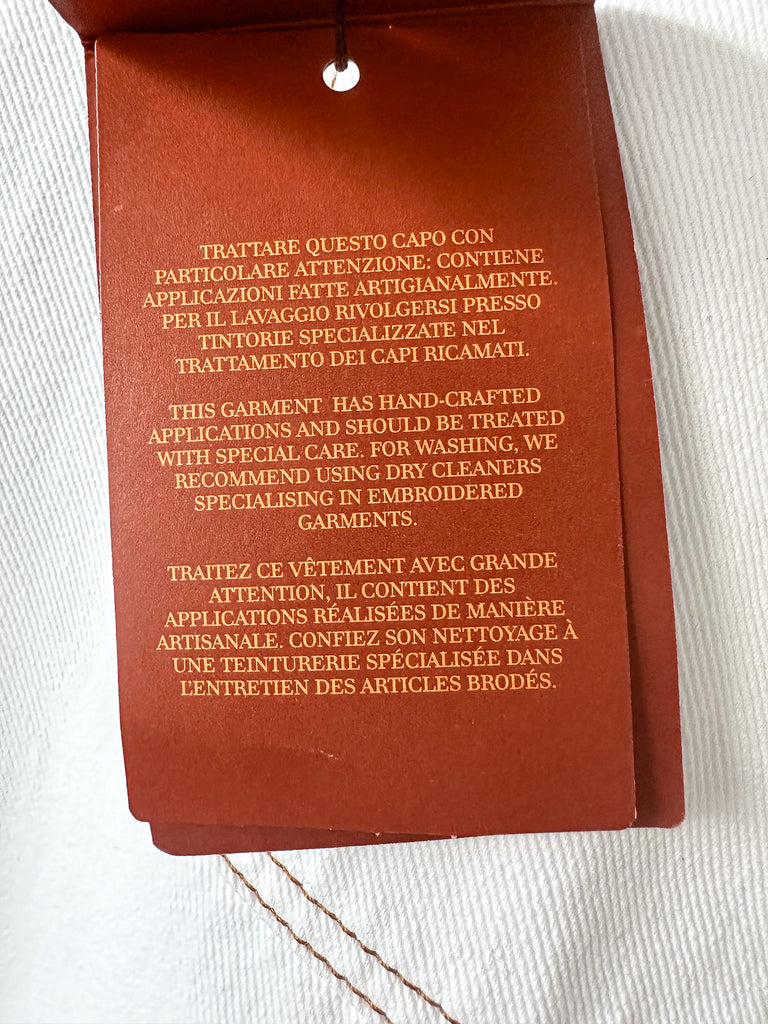 TRATTARE QUESTO CAPO CON
PARTICOLARE ATTENZIONE: CONTIENE
APPLICAZIONI FATTE ARTIGIANALMENTE.
PER IL LAVAGGIO RIVOLGERSI PRESSO
TINTORIE SPECIALIZZATE NEL
TRATTAMENTO DEI CAPI RICAMATI.
THIS GARMENT HAS HAND-CRAFTED
APPLICATIONS AND SHOULD BE TREATED
WITH SPECIAL CARE. FOR WASHING, WE
RECOMMEND USING DRY CLEANERS
SPECIALISING IN EMBROIDERED
GARMENTS.
TRAITEZ CE VÊTEMENT AVEC GRANDE
ATTENTION, IL CONTIENT DES
APPLICATIONS RÉALISÉES DE MANIÈRE
ARTISANALE. CONFIEZ SON NETTOYAGE À
UNE TEINTURERIE SPÉCIALISÉE DANS
L'ENTRETIEN DES ARTICLES BRODÉS.